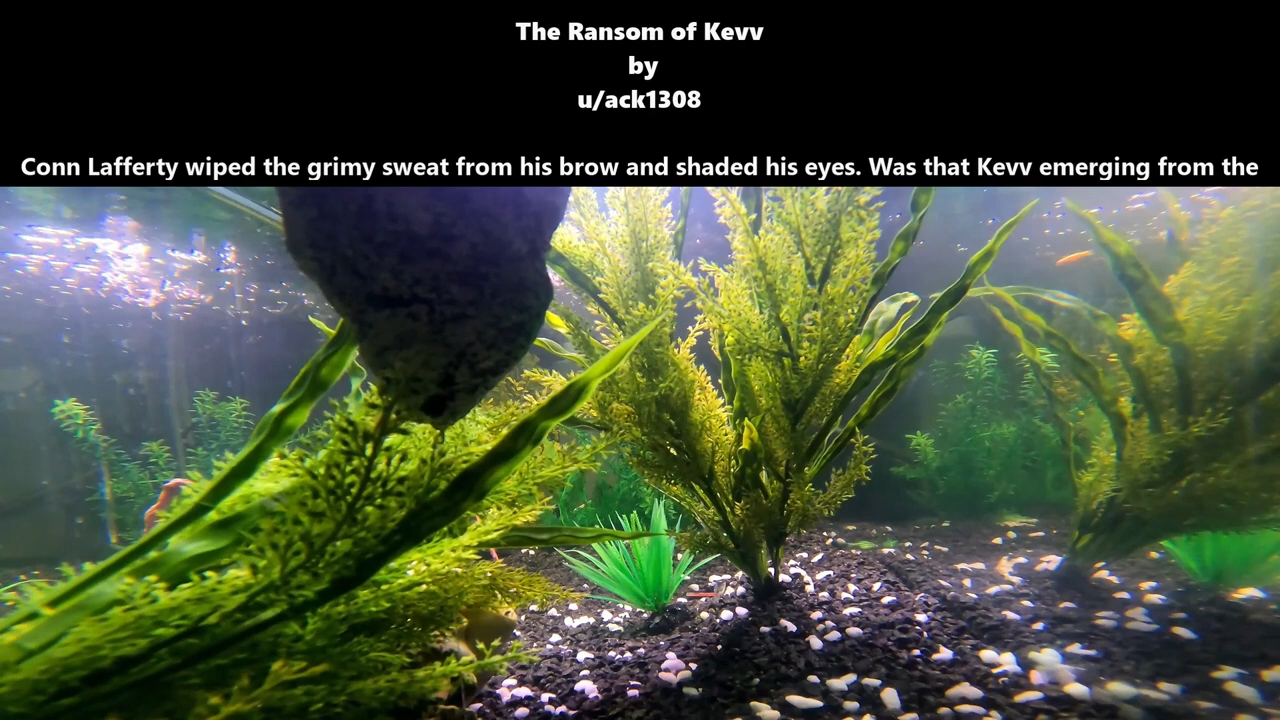 The Ransom of Kevv
by
u/ack1308
Conn Lafferty wiped the grimy sweat from his brow and shaded his eyes. Was that Kevv emerging from the